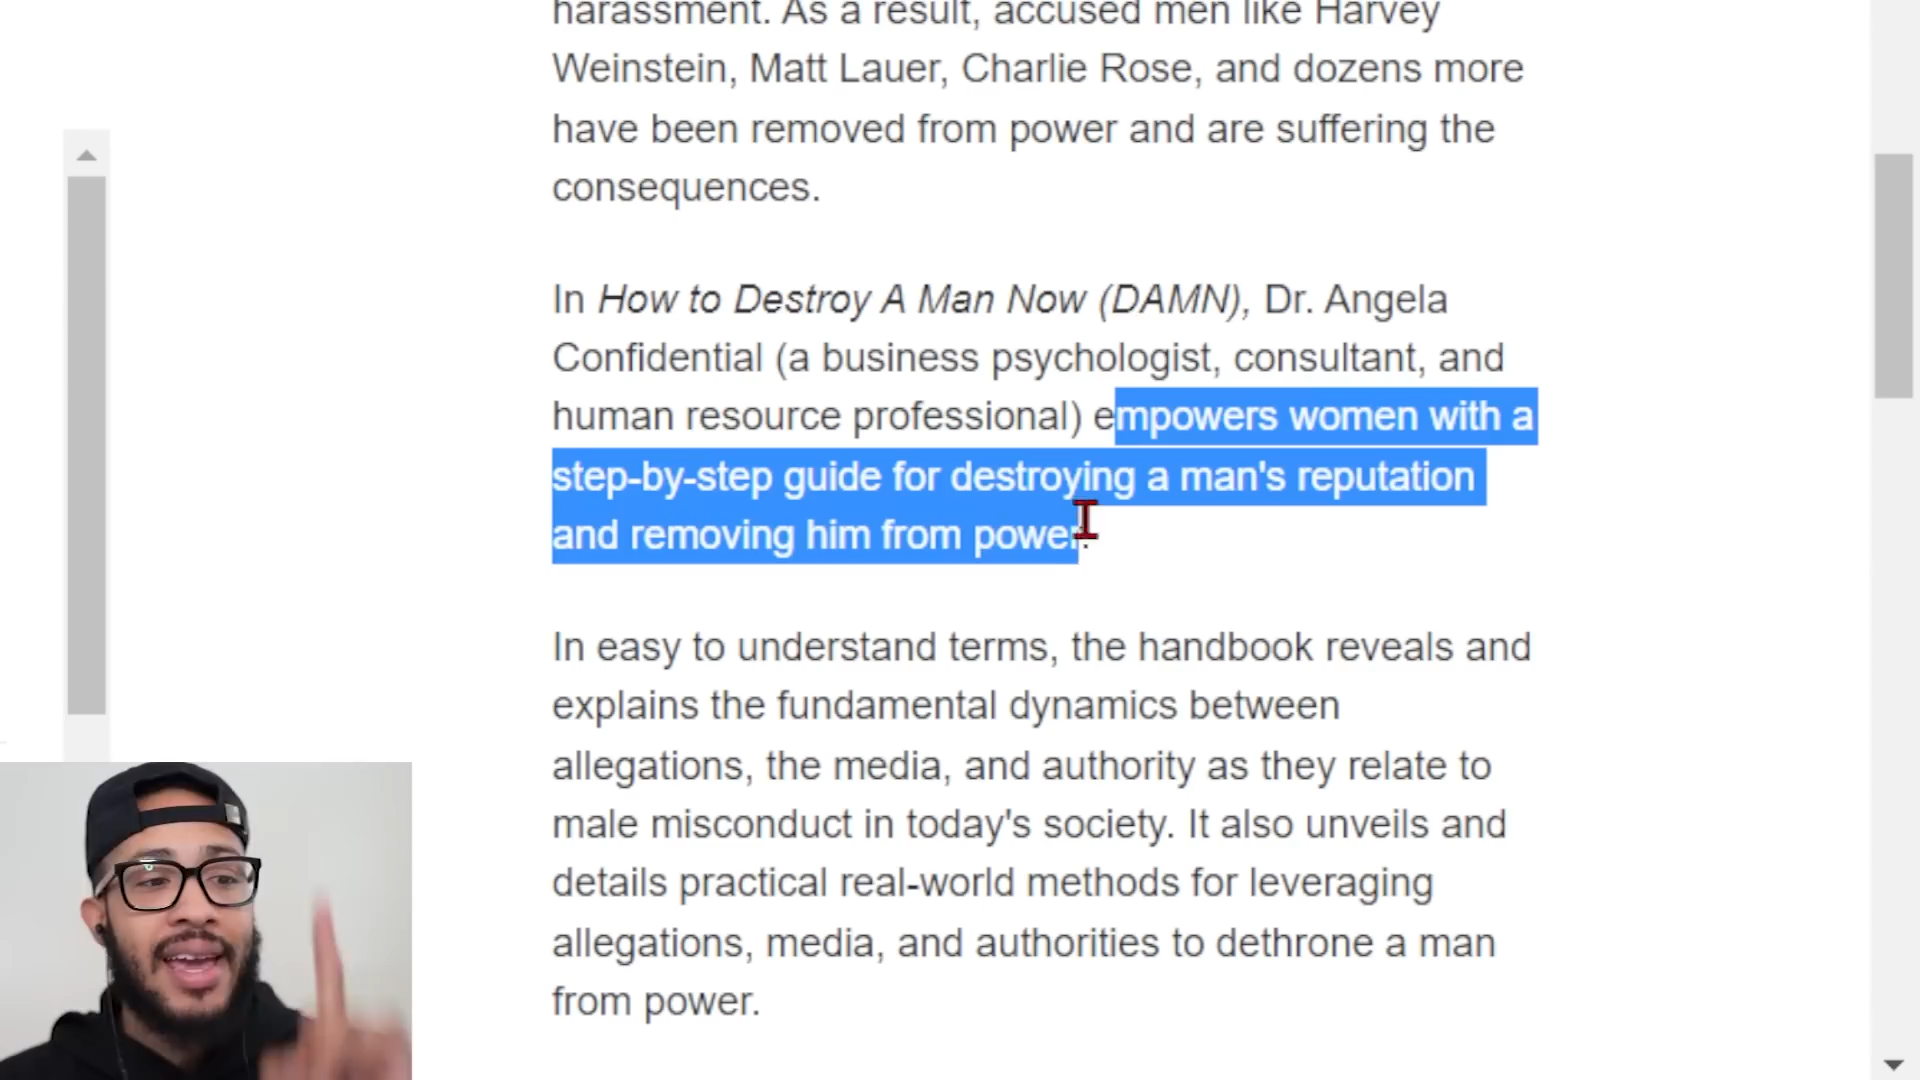 harassment. As a result, accused men like Harvey
Weinstein, Matt Lauer, Charlie Rose, and dozens more
have been removed from power and are suffering the
consequences.
In How to Destroy A Man Now (DAMN), Dr. Angela
Confidential (a business psychologist, consultant, and
human resource professional) empowers women with a
step-by-step guide for destroying a man's reputation
and removing him from power.
In easy to understand terms, the handbook reveals and
explains the fundamental dynamics between
allegations, the media, and authority as they relate to
male misconduct in today's society. It also unveils and
details practical real-world methods for leveraging
allegations, media, and authorities to dethrone a man
from power.